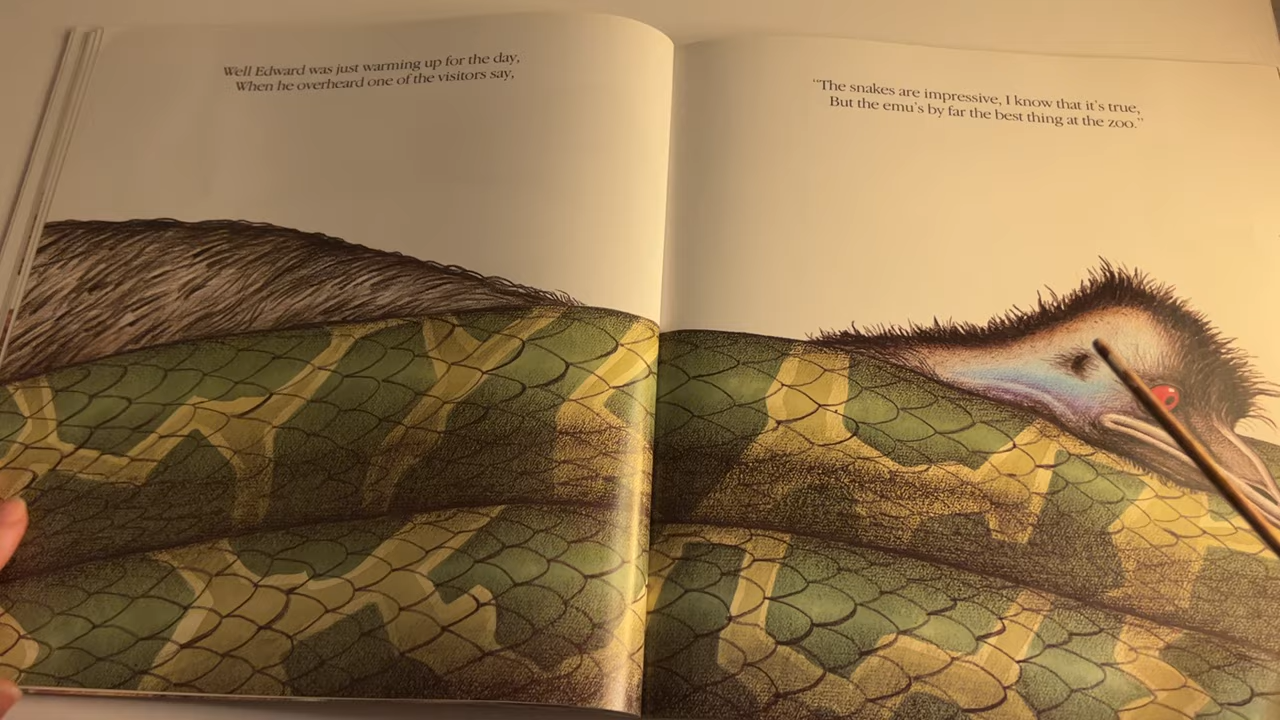 Well Edward was just warming up for the day,
When he overheard one of the visitors say,
“The snakes are impressive, I know that it's true,
But the emu's by far the best thing at the zoo.”